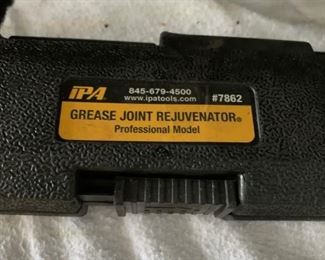 iPA® 845-679-4500
www.ipatools.com #7862
GREASE JOINT REJUVENATOR®
Professional Model